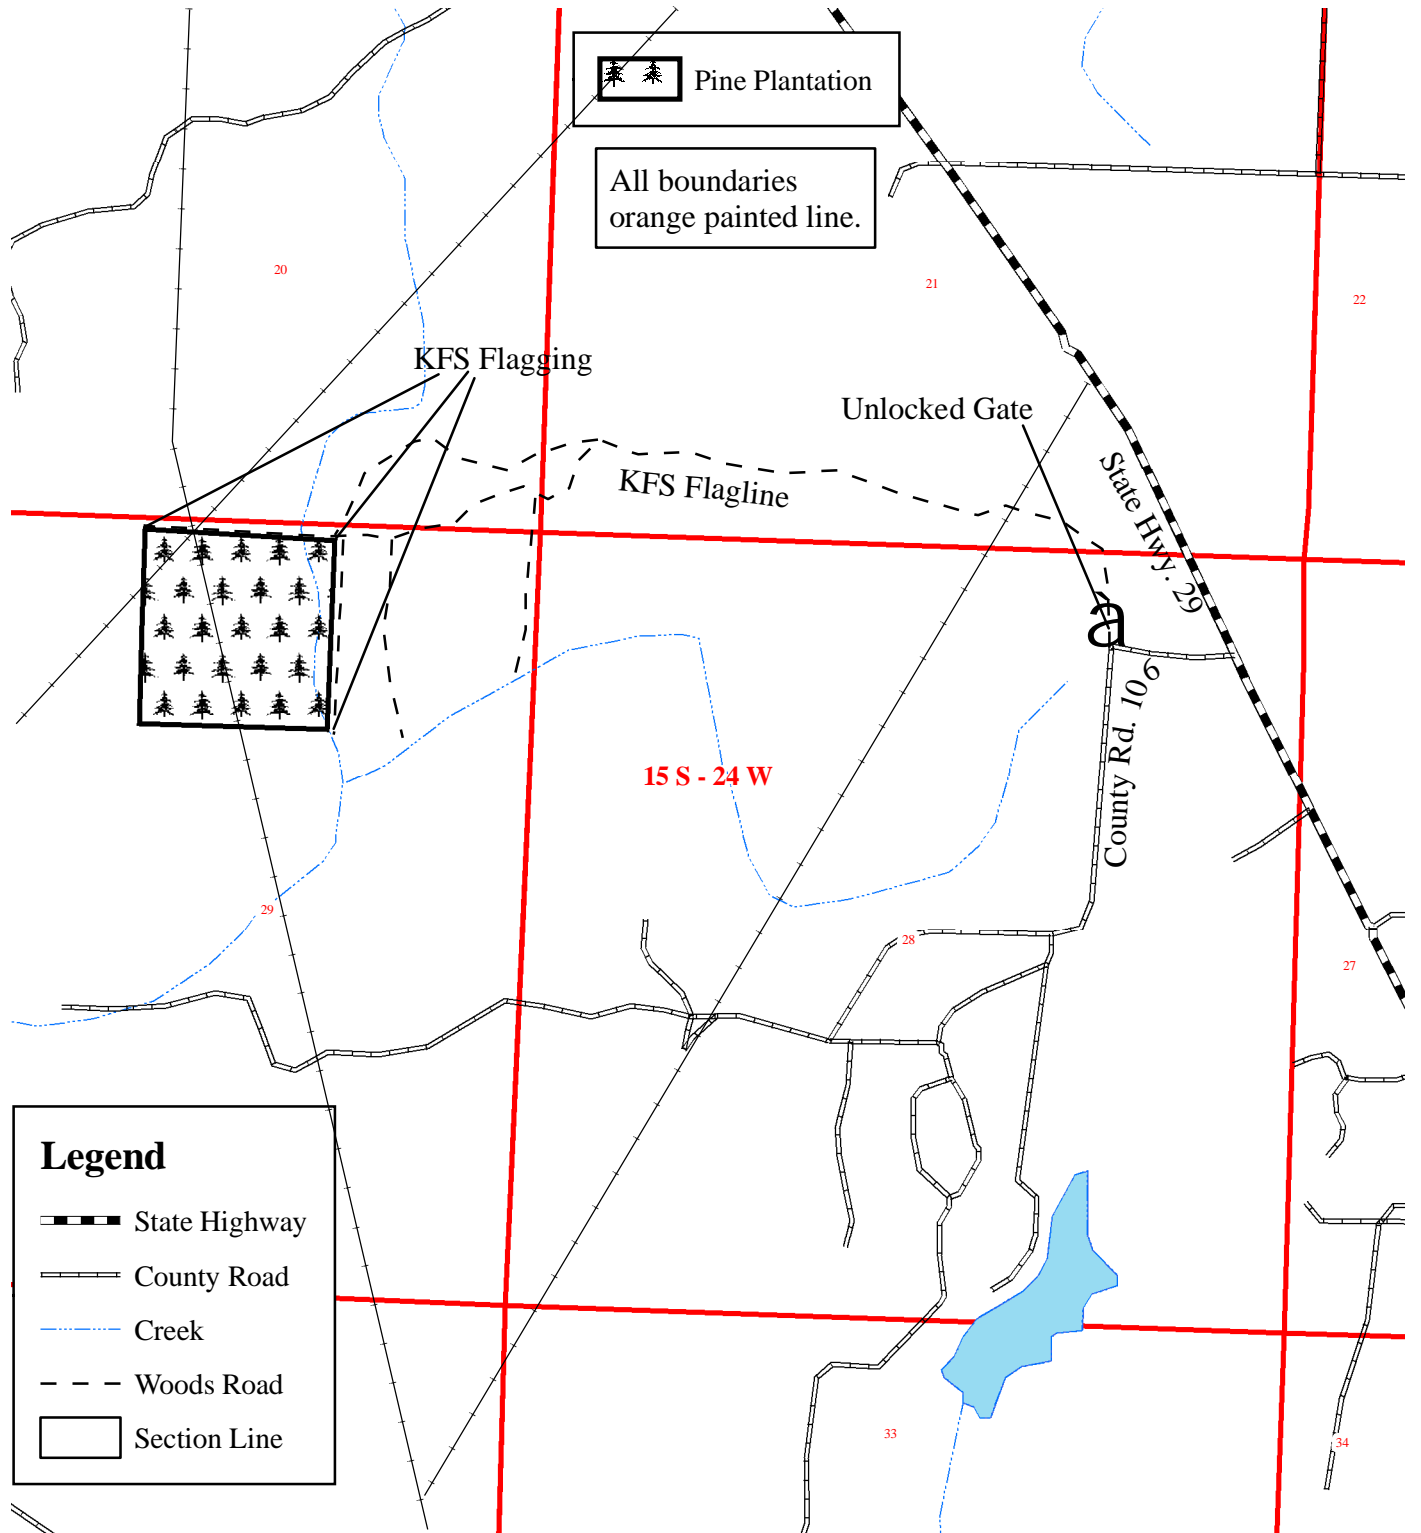 Pine Plantation
All boundaries
orange painted line.
20
21
22
KFS Flagging
Unlocked Gate
KFS Flagline
State Hwy. 29
á
County Rd. 106
15 S - 24 W
29
28
27
Legend
State Highway
County Road
Creek
Woods Road
Section Line
33
34